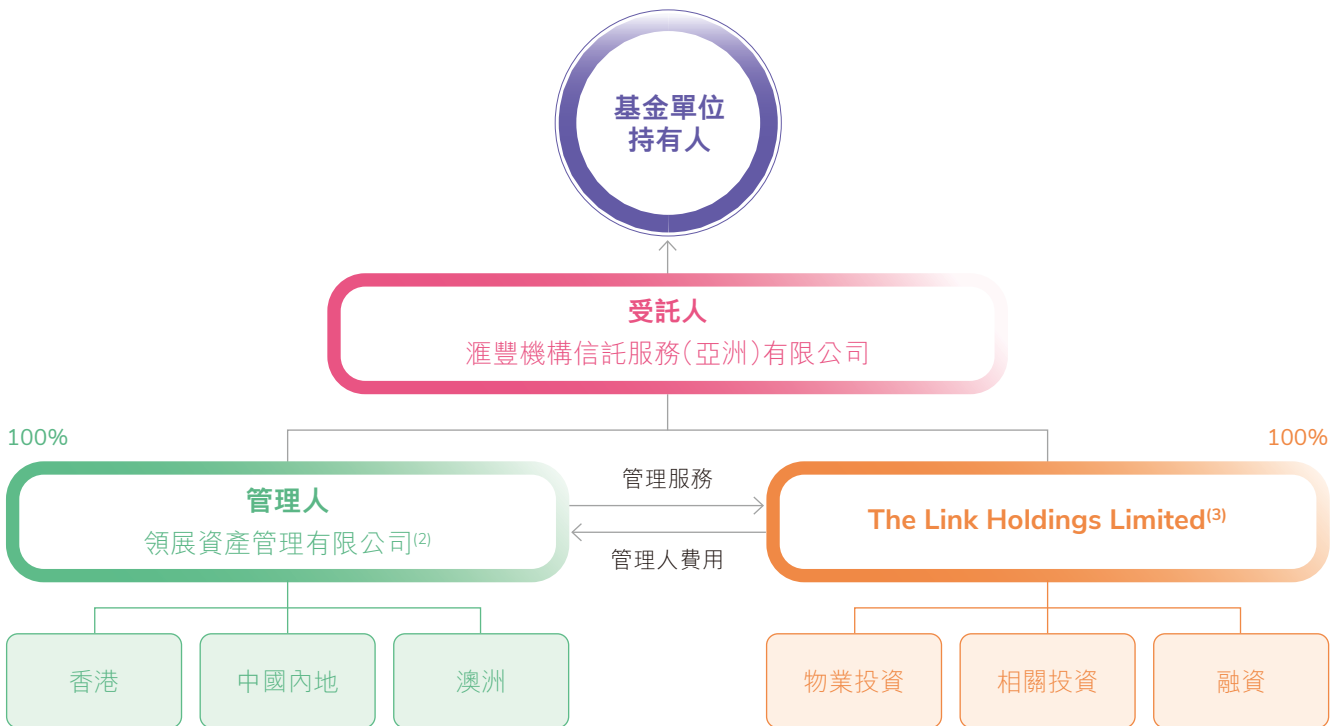 基金單位
持有人
受託人
滙豐機構信託服務(亞洲)有限公司
100%
100%
管理人
領展資產管理有限公司(2)
管理服務
管理人費用
The Link Holdings Limited(3)
香港
中國內地
澳洲
物業投資
相關投資
融資